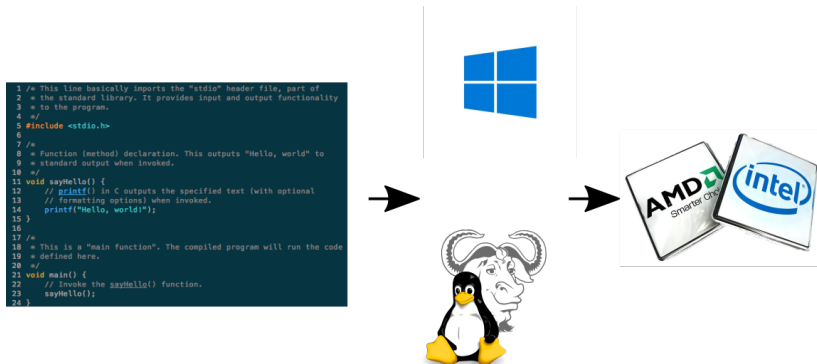 1 /* This line basically imports the "stdio" header file, part of
2  * the standard library. It provides input and output functionality
3  * to the program.
4  */
5 #include <stdio.h>
6
7 /*
8  * Function (method) declaration. This outputs "Hello, world" to
9  * standard output when invoked.
10  */
11 void sayHello() {
12     // printf() in C outputs the specified text (with optional
13     // formatting options) when invoked.
14     printf("Hello, world!");
15 }
16
17 /*
18  * This is a "main function". The compiled program will run the code
19  * defined here.
20  */
21 void main() {
22     // Invoke the sayHello() function.
23     sayHello();
24 }
AMD
Smarter
intel